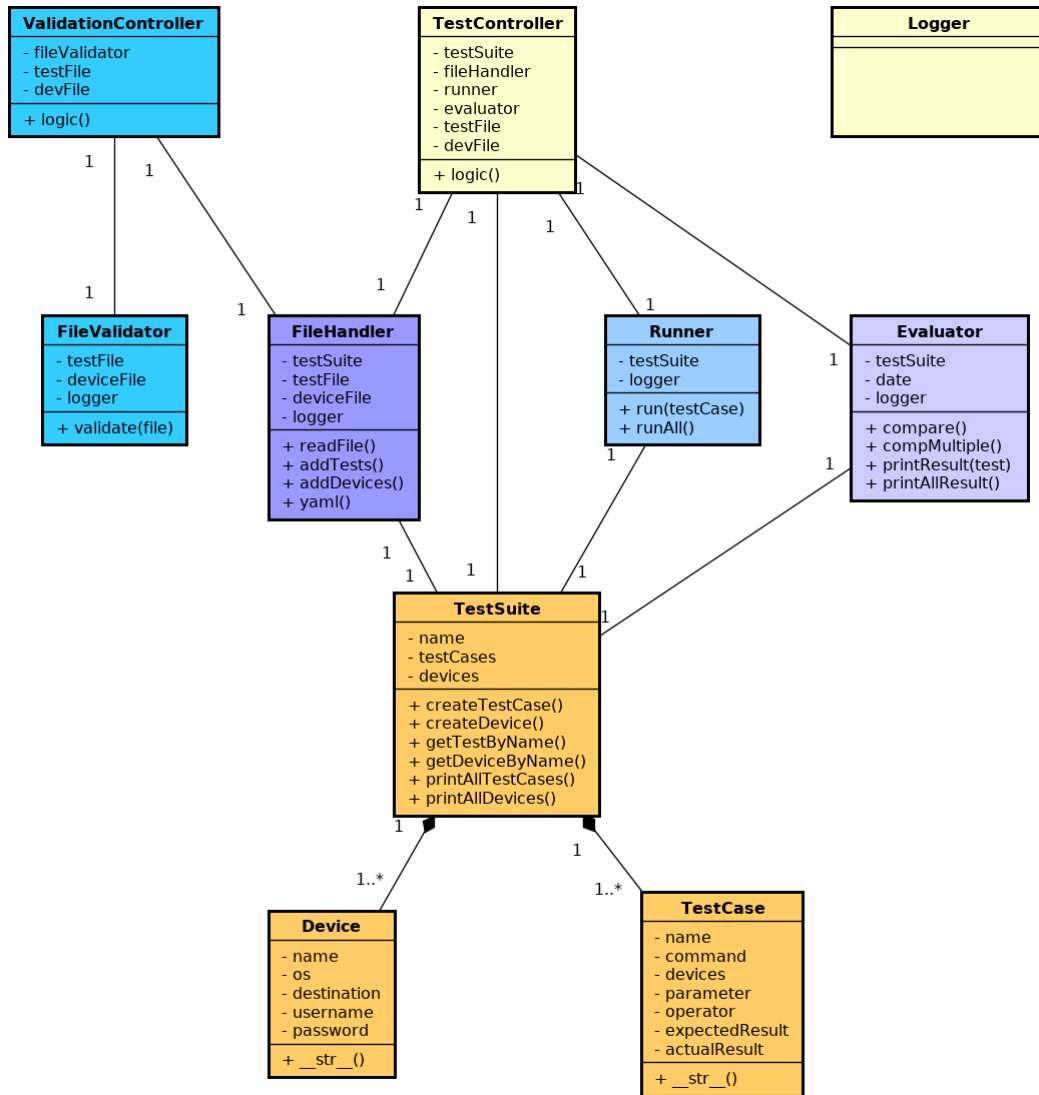 ValidationController
- fileValidator
- testFile
- devFile
+ logic()
TestController
- testSuite
- fileHandler
- runner
- evaluator
- testFile
- devFile
+ logic()
Logger
1
1
1
1
1
1
1
1
1
1
1
1
FileValidator
- testFile
- deviceFile
- logger
+ validate(file)
FileHandler
- testSuite
- testFile
- deviceFile
- logger
+ readFile()
+ addTests()
+ addDevices()
+ yaml()
Runner
- testSuite
- logger
+ run(testCase)
+ runAll()
Evaluator
- testSuite
- date
- logger
+ compare()
+ compMultiple()
+ printResult(test)
+ printAllResult()
1
1
1
1
1
1
TestSuite
- name
- testCases
- devices
+ createTestCase()
+ createDevice()
+ getTestByName()
+ getDeviceByName()
+ printAllTestCases()
+ printAllDevices()
1
1
1..*
1..*
Device
- name
- os
- destination
- username
- password
+ __str__()
TestCase
- name
- command
- devices
- parameter
- operator
- expectedResult
- actualResult
+ __str__()